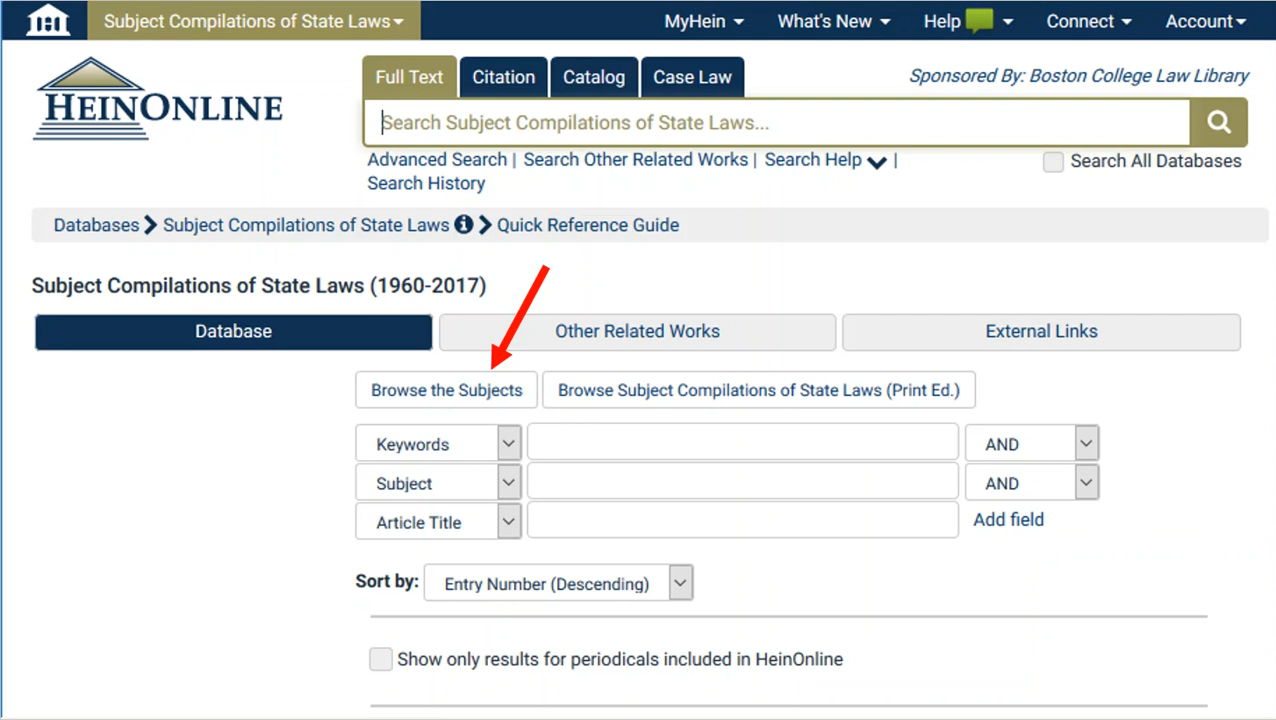 Subject Compilations of State Laws
MyHein
What's New
Help
Connect
Account
HEINONLINE
Full Text
Citation
Catalog
Case Law
Sponsored By: Boston College Law Library
Search Subject Compilations of State Laws...
Advanced Search | Search Other Related Works | Search Help |
Search History
Search All Databases
Databases
Subject Compilations of State Laws
Quick Reference Guide
Subject Compilations of State Laws (1960-2017)
Database
Other Related Works
External Links
Browse the Subjects
Browse Subject Compilations of State Laws (Print Ed.)
Keywords
AND
Subject
AND
Article Title
Add field
Sort by:
Entry Number (Descending)
Show only results for periodicals included in HeinOnline